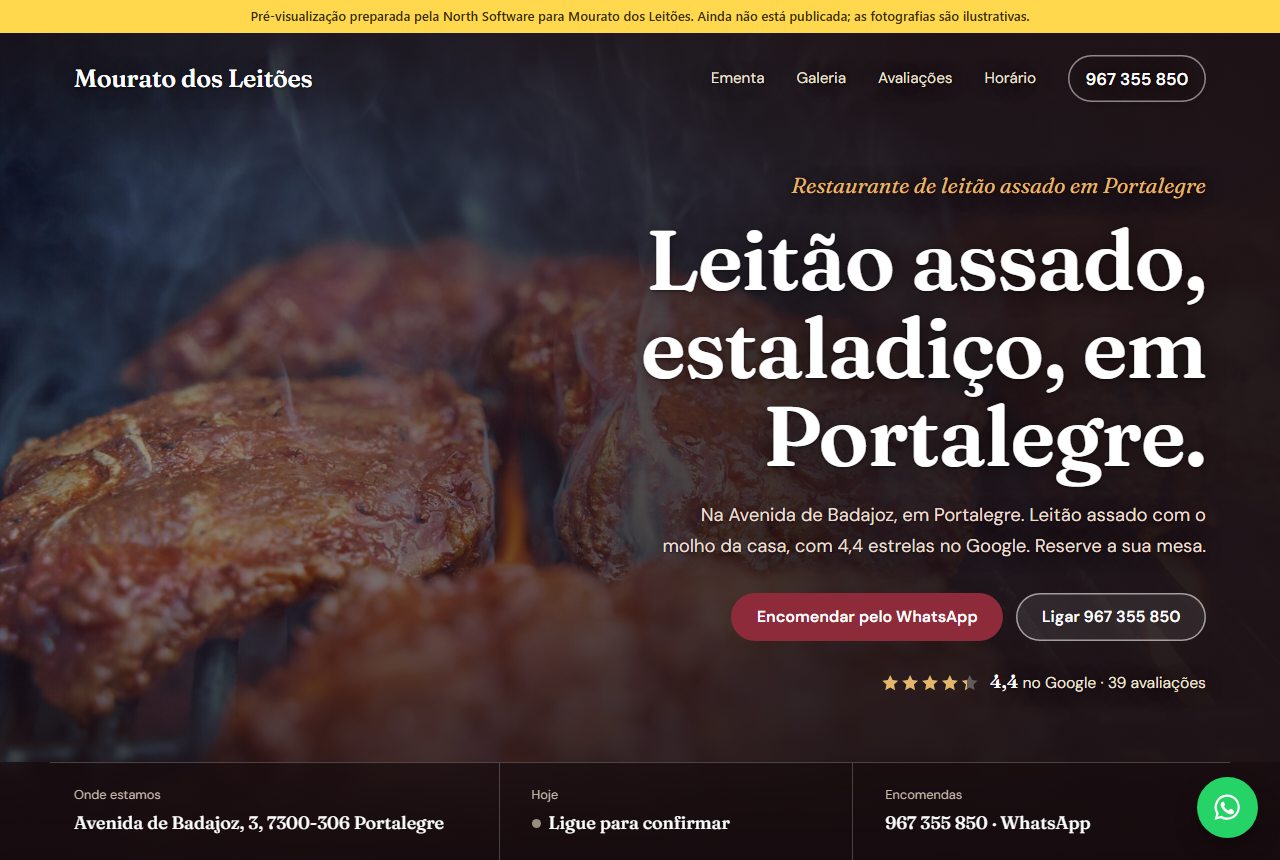 Pré-visualização preparada pela North Software para Mourato dos Leitões. Ainda não está publicada; as fotografias são ilustrativas.
Mourato dos Leitões
Ementa
Galeria
Avaliações
Horário
967 355 850
Restaurante de leitão assado em Portalegre
Leitão assado,
estaladiço, em
Portalegre.
Na Avenida de Badajoz, em Portalegre. Leitão assado com o
molho da casa, com 4,4 estrelas no Google. Reserve a sua mesa.
Encomendar pelo WhatsApp
Ligar 967 355 850
4,4 no Google · 39 avaliações
Onde estamos
Avenida de Badajoz, 3, 7300-306 Portalegre
Hoje
Ligue para confirmar
Encomendas
967 355 850 · WhatsApp